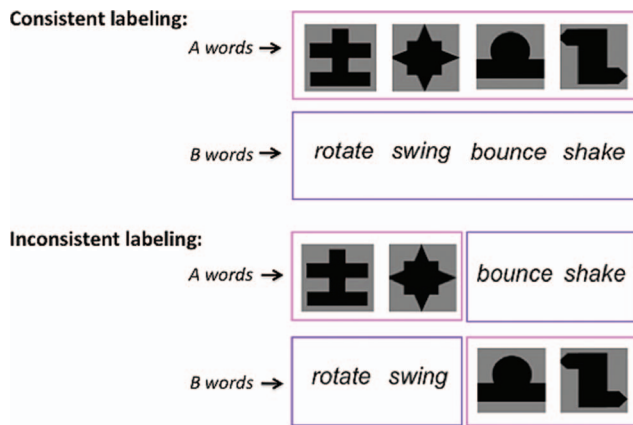 Consistent labeling:
A words →
B words → rotate swing bounce shake
Inconsistent labeling:
A words → bounce shake
B words → rotate swing